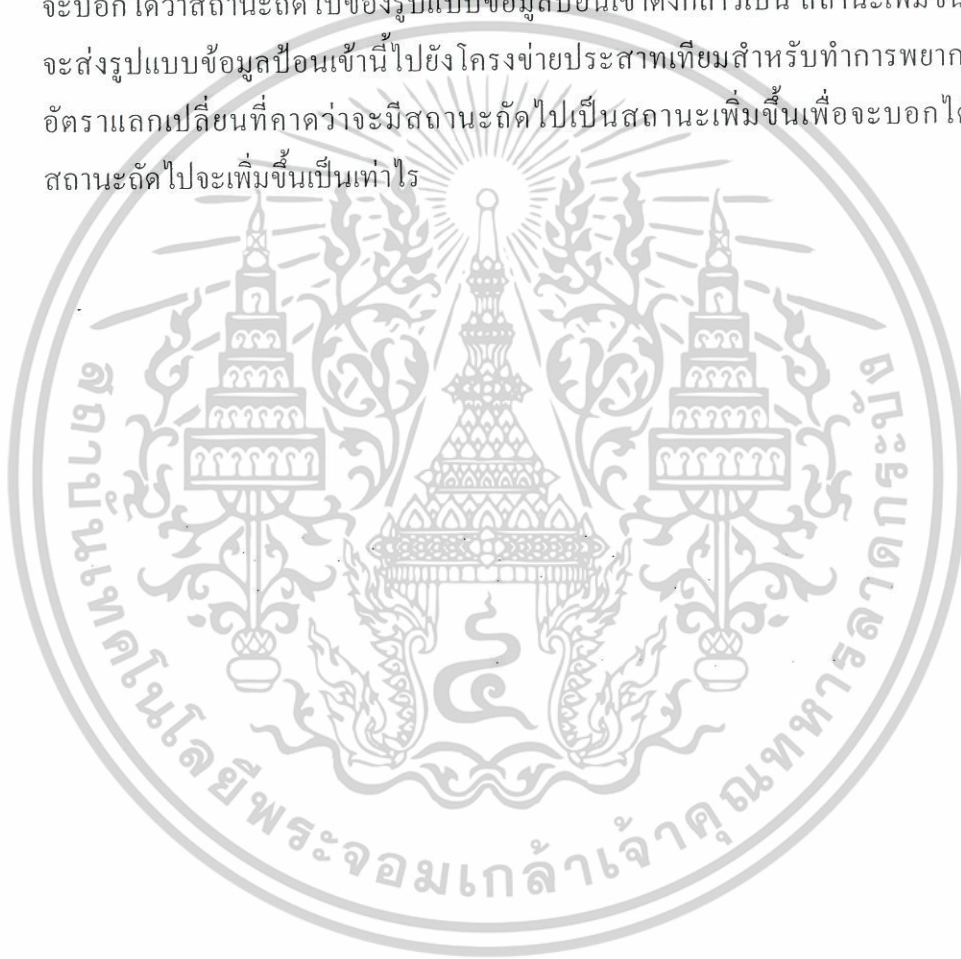 จะบอกได้ว่าสถานะถัดไปของรูปแบบข้อมูลป้อนเข้าดังกล่าวเป็น สถานะเพิ่มขึ้น
จะส่งรูปแบบข้อมูลป้อนเข้านี้ไปยังโครงข่ายประสาทเทียมสำหรับทำการพยาก
อัตราแลกเปลี่ยนที่คาดว่าจะมีสถานะถัดไปเป็นสถานะเพิ่มขึ้นเพื่อจะบอกได้
สถานะถัดไปจะเพิ่มขึ้นเป็นเท่าไร
สถาบันเทคโนโลยีพระจอมเกล้าเจ้าคุณทหารลาดกระบัง
๔